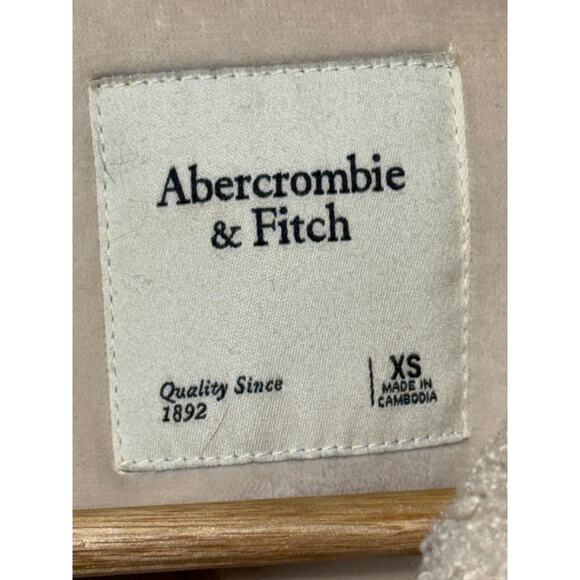 Abercrombie
& Fitch
Quality Since
1892
XS
MADE IN
CAMBODIA